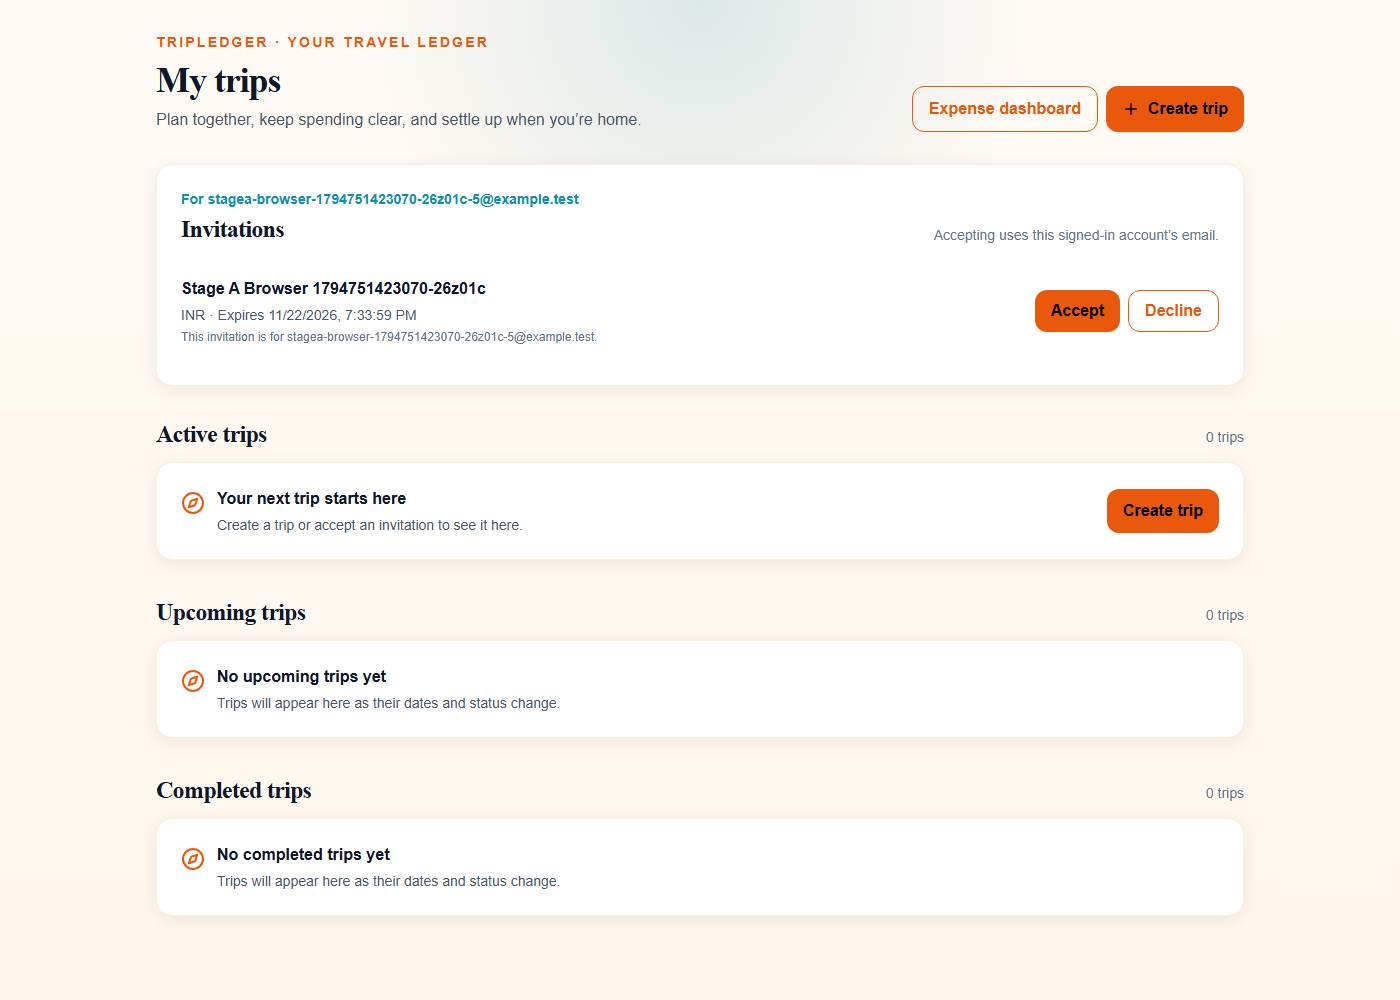 TRIPLEDGER · YOUR TRAVEL LEDGER
My trips
Plan together, keep spending clear, and settle up when you’re home.
Expense dashboard
+ Create trip
For stagea-browser-1794751423070-26z01c-5@example.test
Invitations
Accepting uses this signed-in account’s email.
Stage A Browser 1794751423070-26z01c
INR · Expires 11/22/2026, 7:33:59 PM
This invitation is for stagea-browser-1794751423070-26z01c-5@example.test.
Accept
Decline
Active trips
0 trips
Your next trip starts here
Create a trip or accept an invitation to see it here.
Create trip
Upcoming trips
0 trips
No upcoming trips yet
Trips will appear here as their dates and status change.
Completed trips
0 trips
No completed trips yet
Trips will appear here as their dates and status change.